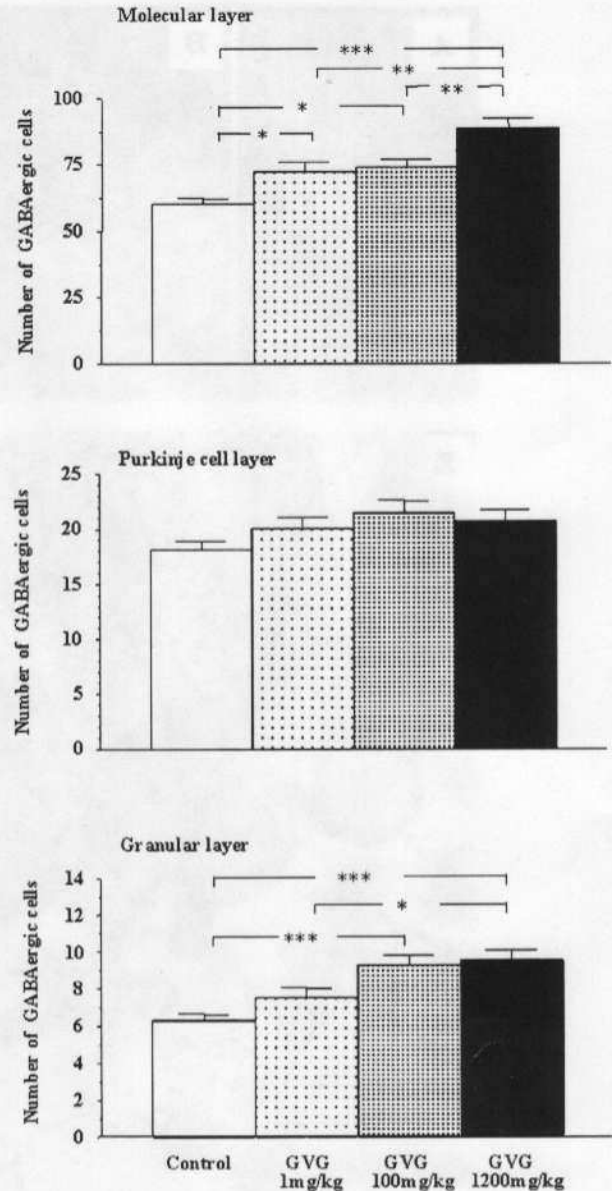 Molecular layer
***
**
**
*
*
100
75
50
25
0
Number of GABAergic cells
Purkinje cell layer
25
20
15
10
5
0
Number of GABAergic cells
Granular layer
***
*
***
14
12
10
8
6
4
2
0
Number of GABAergic cells
Control
GVG
1mg/kg
GVG
100mg/kg
GVG
1200mg/kg